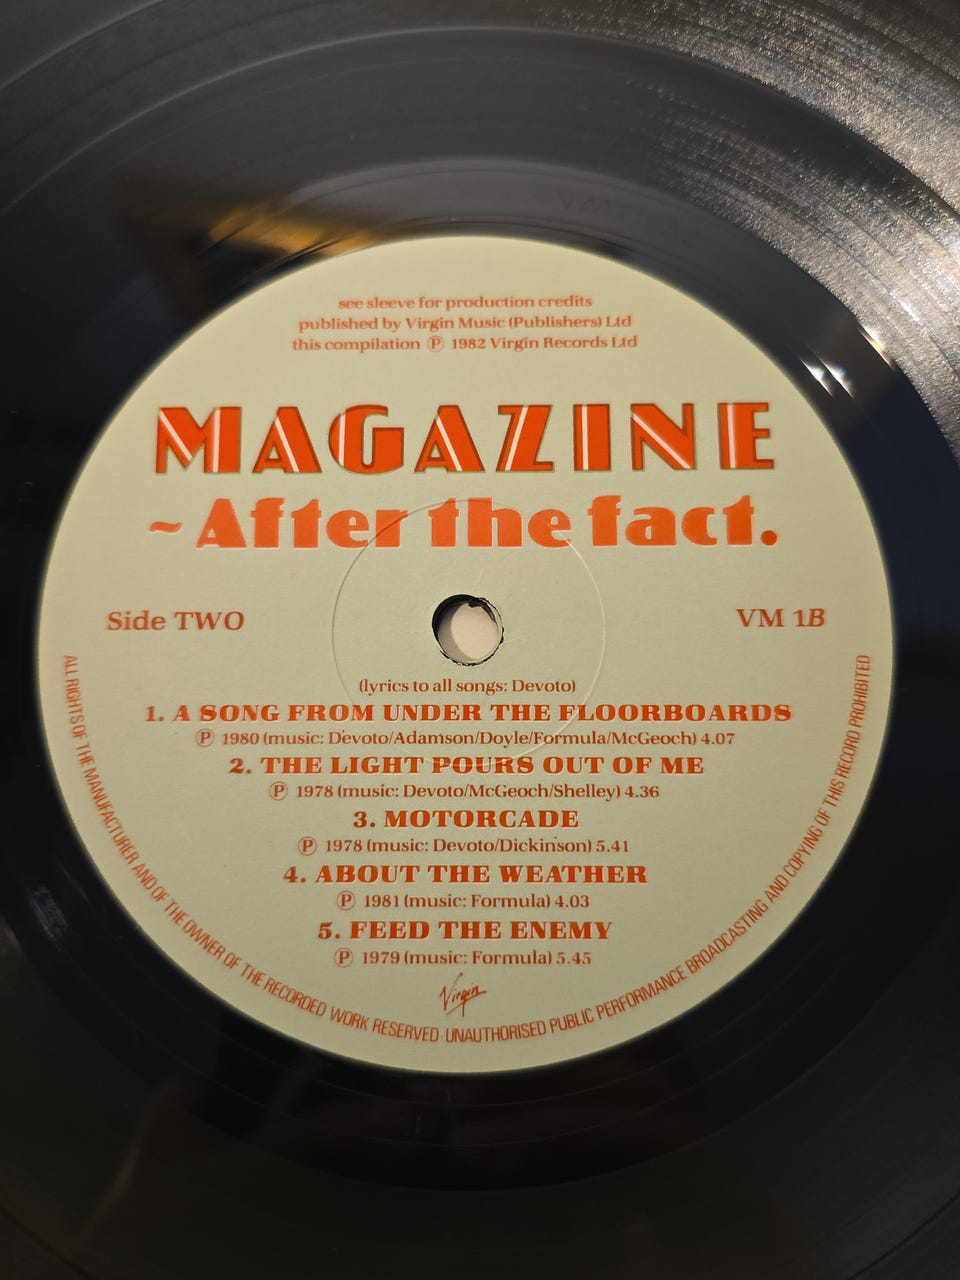 see sleeve for production credits
published by Virgin Music (Publishers) Ltd
this compilation ℗ 1982 Virgin Records Ltd
MAGAZINE
~After the fact.
Side TWO
VM 1B
(lyrics to all songs: Devoto)
1. A SONG FROM UNDER THE FLOORBOARDS
℗ 1980 (music: Devoto/Adamson/Doyle/Formula/McGeoch) 4.07
2. THE LIGHT POURS OUT OF ME
℗ 1978 (music: Devoto/McGeoch/Shelley) 4.36
3. MOTORCADE
℗ 1978 (music: Devoto/Dickinson) 5.41
4. ABOUT THE WEATHER
℗ 1981 (music: Formula) 4.03
5. FEED THE ENEMY
℗ 1979 (music: Formula) 5.45
Virgin
ALL RIGHTS OF THE MANUFACTURER AND OF THE OWNER OF THE RECORDED WORK RESERVED · UNAUTHORISED PUBLIC PERFORMANCE BROADCASTING AND COPYING OF THIS RECORD PROHIBITED